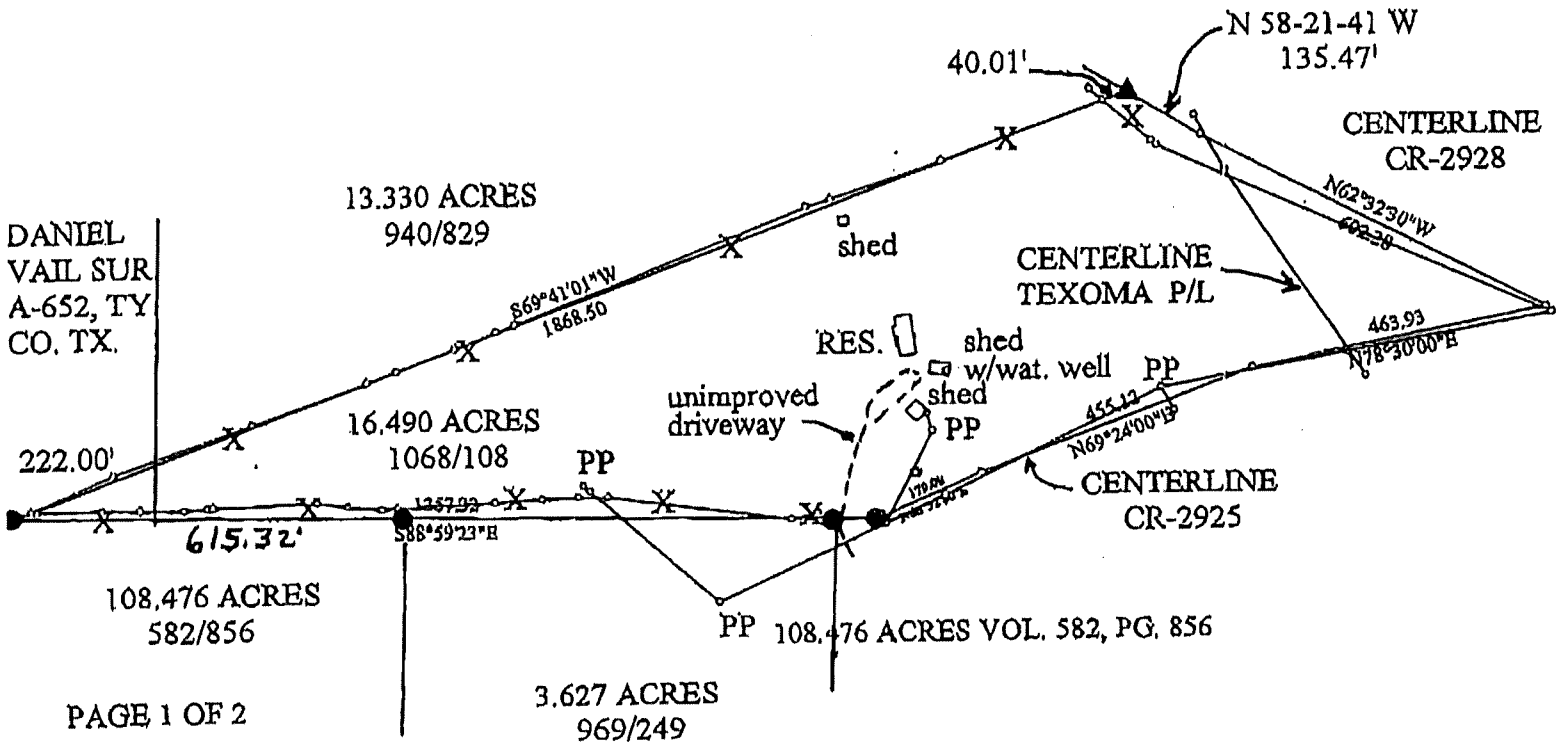 N 58-21-41 W
135.47'
40.01'
CENTERLINE
CR-2928
13.330 ACRES
940/829
DANIEL
VAIL SUR
A-652, TY
CO. TX.
shed
N62°32'30"W
602.38
CENTERLINE
TEXOMA P/L
S69°41'01"W
1868.50
RES.
shed
w/wat. well
shed
463.93
N78°30'00"E
PP
unimproved
driveway
455.12
PP
N69°24'00"E
16.490 ACRES
1068/108
222.00'
PP
CENTERLINE
CR-2925
X
1357.92
S88°59'23"E
615.32'
108.476 ACRES
582/856
PP
108.476 ACRES VOL. 582, PG. 856
3.627 ACRES
969/249
PAGE 1 OF 2